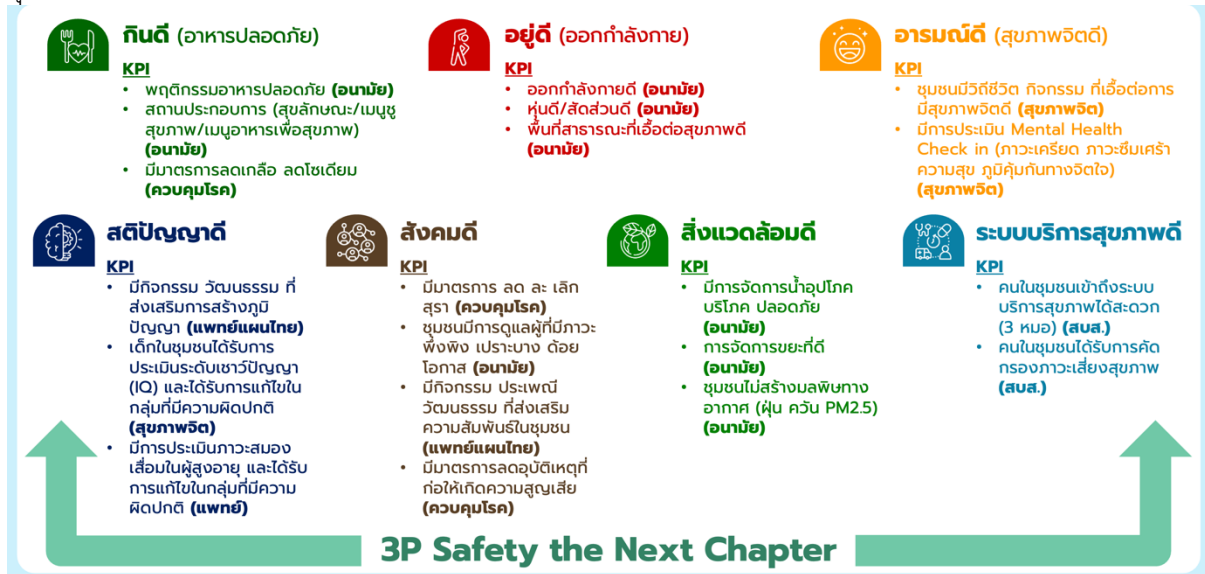 กินดี (อาหารปลอดภัย)
KPI
• พฤติกรรมอาหารปลอดภัย (อนามัย)
• สถานประกอบการ (สุขลักษณะ/เมนูชู
สุขภาพ/เมนูอาหารเพื่อสุขภาพ)
(อนามัย)
• มีมาตรการลดเกลือ ลดโซเดียม
(ควบคุมโรค)
อยู่ดี (ออกกำลังกาย)
KPI
• ออกกำลังกายดี (อนามัย)
• หุ่นดี/สัดส่วนดี (อนามัย)
• พื้นที่สาธารณะที่เอื้อต่อสุขภาพดี
(อนามัย)
อารมณ์ดี (สุขภาพจิตดี)
KPI
• ชุมชนมีวิถีชีวิต กิจกรรม ที่เอื้อต่อการ
มีสุขภาพจิตดี (สุขภาพจิต)
• มีการประเมิน Mental Health
Check in (ภาวะเครียด ภาวะซึมเศร้า
ความสุข ภูมิคุ้มกันทางจิตใจ)
(สุขภาพจิต)
สติปัญญาดี
KPI
• มีกิจกรรม วัฒนธรรม ที่
ส่งเสริมการสร้างภูมิ
ปัญญา (แพทย์แผนไทย)
• เด็กในชุมชนได้รับการ
ประเมินระดับเชาว์ปัญญา
(IQ) และได้รับการแก้ไขใน
กลุ่มที่มีความผิดปกติ
(สุขภาพจิต)
• มีการประเมินภาวะสมอง
เสื่อมในผู้สูงอายุ และได้รับ
การแก้ไขในกลุ่มที่มีความ
ผิดปกติ (แพทย์)
สังคมดี
KPI
• มีมาตรการ ลด ละ เลิก
สุรา (ควบคุมโรค)
• ชุมชนมีการดูแลผู้ที่มีภาวะ
พึ่งพิง เปราะบาง ด้อย
โอกาส (อนามัย)
• มีกิจกรรม ประเพณี
วัฒนธรรม ที่ส่งเสริม
ความสัมพันธ์ในชุมชน
(แพทย์แผนไทย)
• มีมาตรการลดอุบัติเหตุที่
ก่อให้เกิดความสูญเสีย
(ควบคุมโรค)
สิ่งแวดล้อมดี
KPI
• มีการจัดการน้ำอุปโภค
บริโภค ปลอดภัย
(อนามัย)
• การจัดการขยะที่ดี
(อนามัย)
• ชุมชนไม่สร้างมลพิษทาง
อากาศ (ฝุ่น ควัน PM2.5)
(อนามัย)
ระบบบริการสุขภาพดี
KPI
• คนในชุมชนเข้าถึงระบบ
บริการสุขภาพได้สะดวก
(3 หมอ) (สบส.)
• คนในชุมชนได้รับการคัด
กรองภาวะเสี่ยงสุขภาพ
(สบส.)
3P Safety the Next Chapter